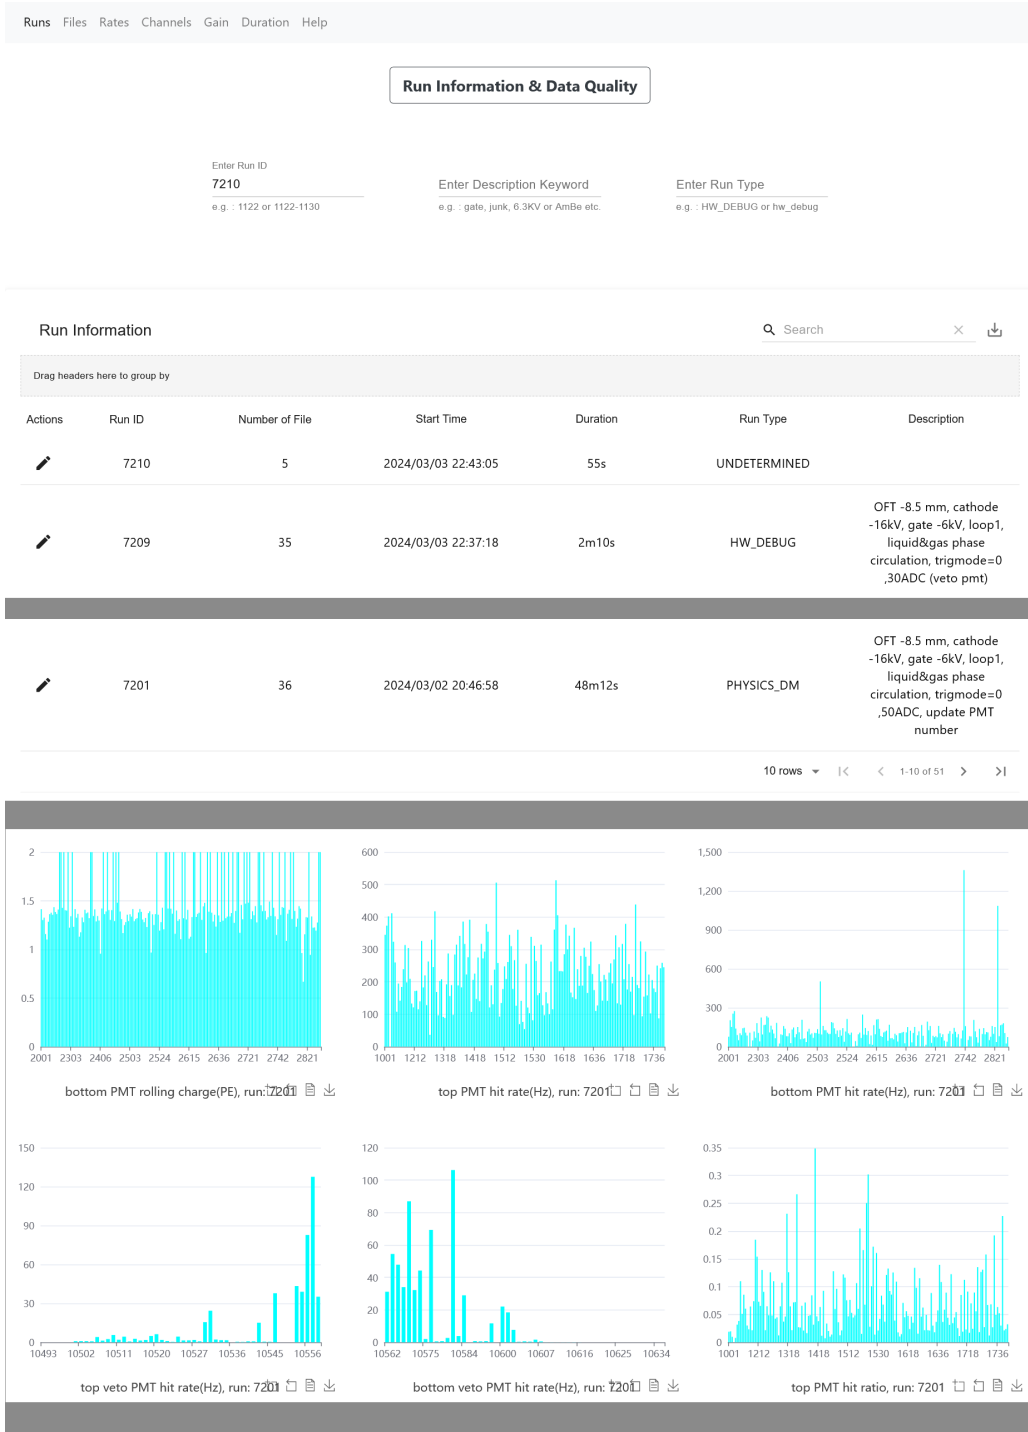 Runs Files Rates Channels Gain Duration Help
Run Information & Data Quality
Enter Run ID
7210 Enter Description Keyword Enter Run Type
e.g. : 1122 or 1122-1130 e.g. : gate, junk, 6.3KV or AmBe etc. e.g. : HW_DEBUG or hw_debug
Run Information Search
Drag headers here to group by
Actions Run ID Number of File Start Time Duration Run Type Description
7210 5 2024/03/03 22:43:05 55s UNDETERMINED
7209 35 2024/03/03 22:37:18 2m10s HW_DEBUG
OFT -8.5 mm, cathode
-16kV, gate -6kV, loop1,
liquid&gas phase
circulation, trigmode=0
,30ADC (veto pmt)
7201 36 2024/03/02 20:46:58 48m12s PHYSICS_DM
OFT -8.5 mm, cathode
-16kV, gate -6kV, loop1,
liquid&gas phase
circulation, trigmode=0
,50ADC, update PMT
number
10 rows 1-10 of 51
2
1.5
1
0.5
0
2001 2303 2406 2503 2524 2615 2636 2721 2742 2821
bottom PMT rolling charge(PE), run: 7201
600
500
400
300
200
100
0
1001 1212 1318 1418 1512 1530 1618 1636 1718 1736
top PMT hit rate(Hz), run: 7201
1,500
1,200
900
600
300
0
2001 2303 2406 2503 2524 2615 2636 2721 2742 2821
bottom PMT hit rate(Hz), run: 7201
150
120
90
60
30
0
10493 10502 10511 10520 10527 10536 10545 10556
top veto PMT hit rate(Hz), run: 7201
120
100
80
60
40
20
0
10562 10575 10584 10600 10607 10616 10625 10634
bottom veto PMT hit rate(Hz), run: 7201
0.35
0.3
0.25
0.2
0.15
0.1
0.05
0
1001 1212 1318 1418 1512 1530 1618 1636 1718 1736
top PMT hit ratio, run: 7201